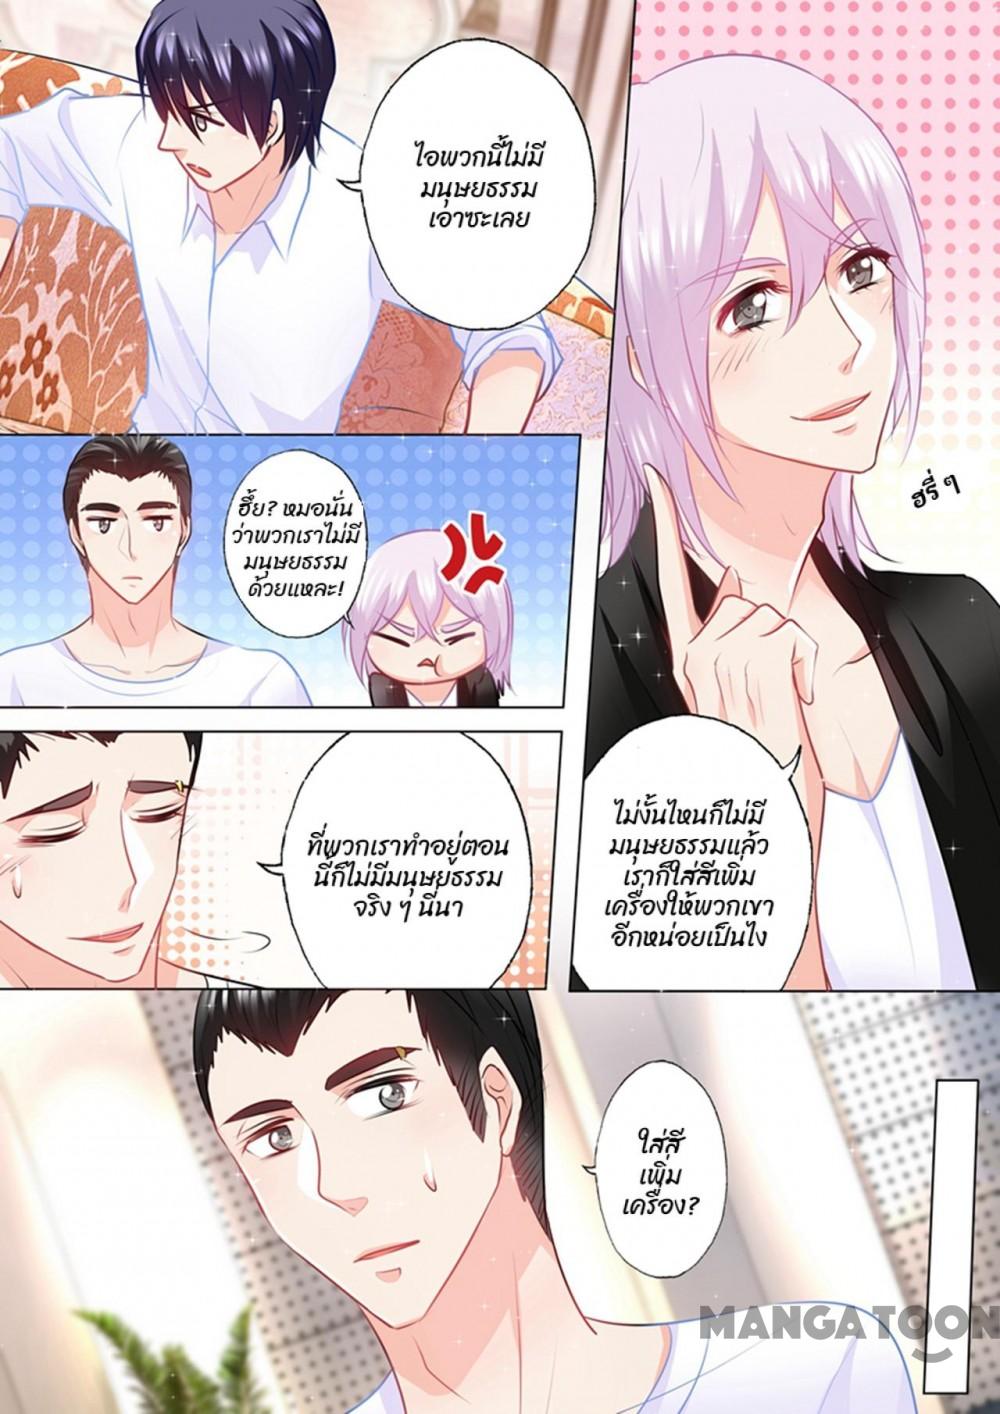 ไอพวกนี้ไม่มี
มนุษยธรรม
เอาซะเลย
ฮึ้ย? หมอนั่น
ว่าพวกเราไม่มี
มนุษยธรรม
ด้วยแหละ!
ฮรี่ ๆ
ไม่งั้นไหนก็ไม่มี
มนุษยธรรมแล้ว
เราก็ใส่สีเพิ่ม
เครื่องให้พวกเขา
อีกหน่อยเป็นไง
ที่พวกเราทำอยู่ตอน
นี้ก็ไม่มีมนุษยธรรม
จริง ๆ นี่นา
ใส่สี
เพิ่ม
เครื่อง?
MANGATOON